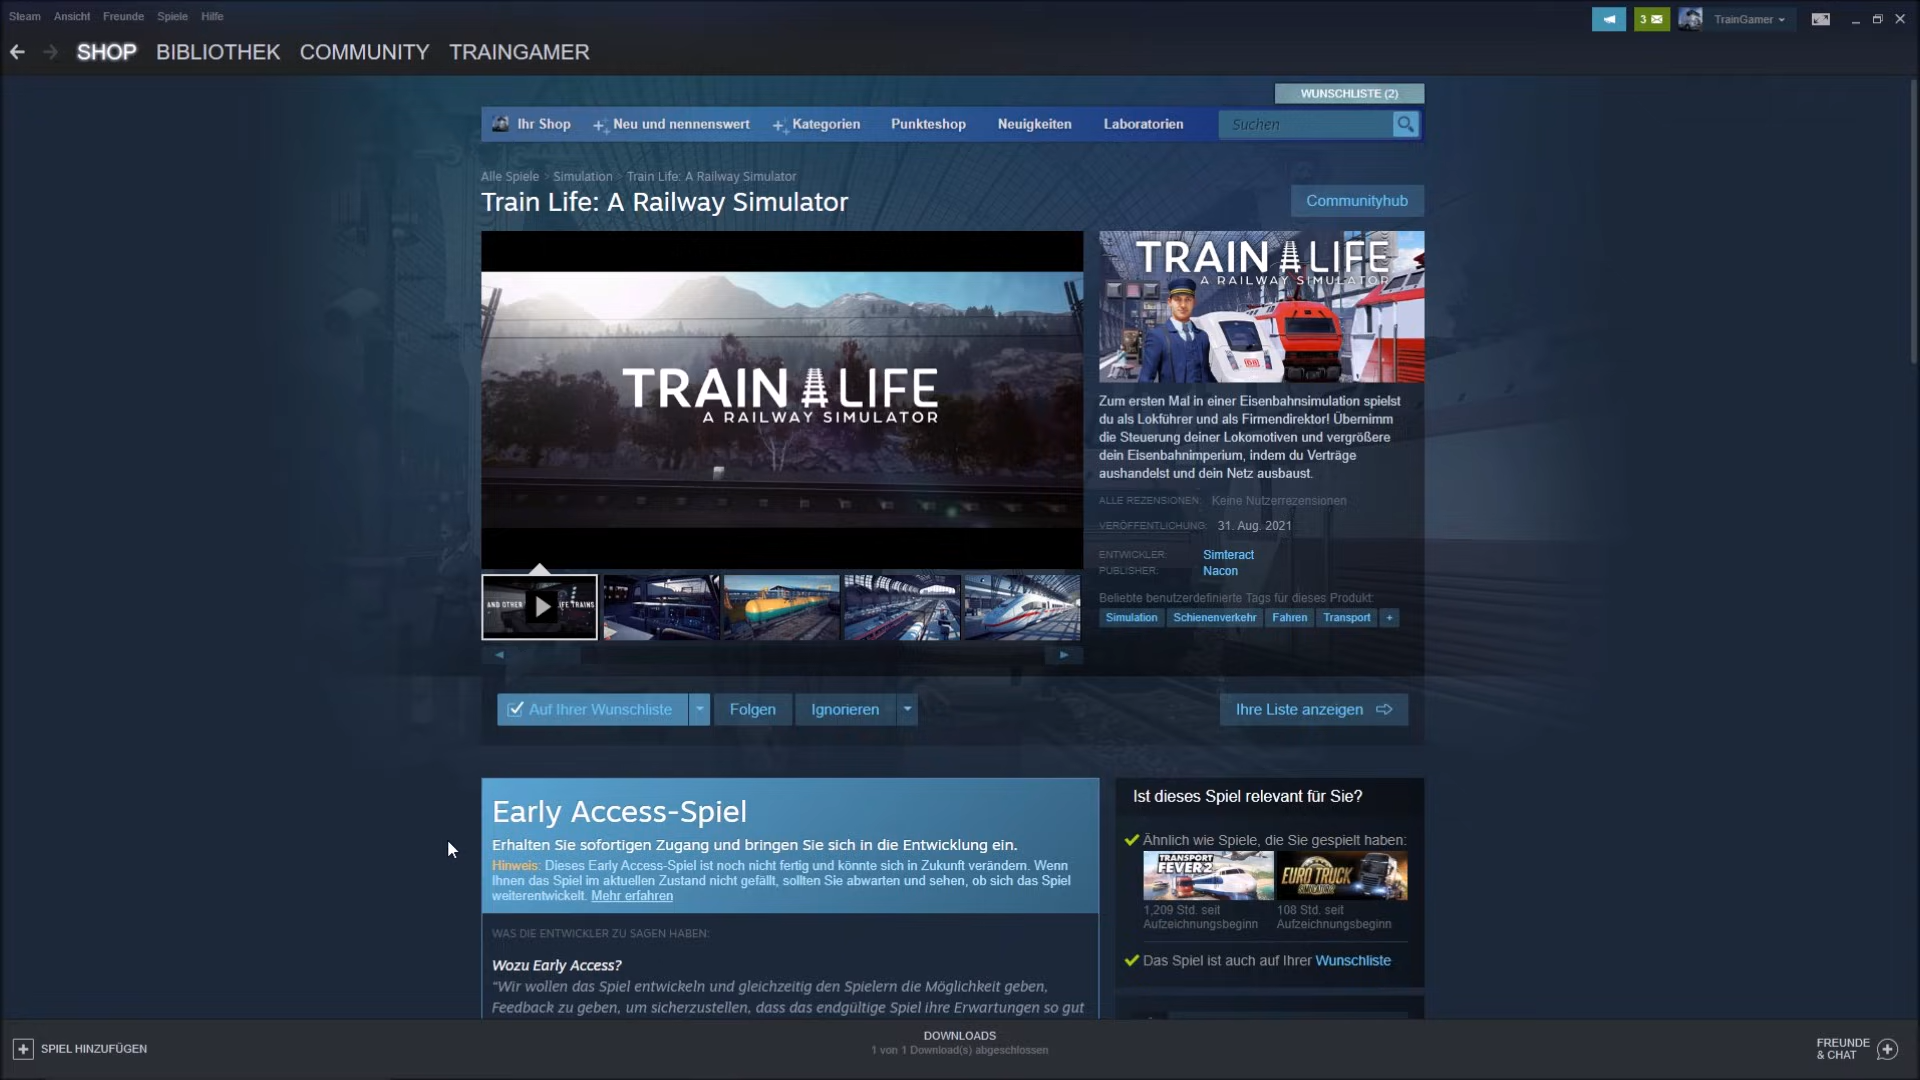 Steam Ansicht Freunde Spiele Hilfe
3
TrainGamer
SHOP BIBLIOTHEK COMMUNITY TRAINGAMER
WUNSCHLISTE (2)
Ihr Shop Neu und nennenswert Kategorien Punkteshop Neuigkeiten Laboratorien Suchen
Alle Spiele > Simulation > Train Life: A Railway Simulator
Train Life: A Railway Simulator
Communityhub
TRAIN LIFE
A RAILWAY SIMULATOR
TRAIN LIFE
A RAILWAY SIMULATOR
DB
Zum ersten Mal in einer Eisenbahnsimulation spielst
du als Lokführer und als Firmendirektor! Übernimm
die Steuerung deiner Lokomotiven und vergrößere
dein Eisenbahnimperium, indem du Verträge
aushandelst und dein Netz ausbaust.
ALLE REZENSIONEN: Keine Nutzerrezensionen
VERÖFFENTLICHUNG: 31. Aug. 2021
ENTWICKLER: Simteract
PUBLISHER: Nacon
Beliebte benutzerdefinierte Tags für dieses Produkt:
Simulation Schienenverkehr Fahren Transport +
AND OTHER LIFE TRAINS
Auf Ihrer Wunschliste Folgen Ignorieren Ihre Liste anzeigen
Early Access-Spiel
Erhalten Sie sofortigen Zugang und bringen Sie sich in die Entwicklung ein.
Hinweis: Dieses Early Access-Spiel ist noch nicht fertig und könnte sich in Zukunft verändern. Wenn
Ihnen das Spiel im aktuellen Zustand nicht gefällt, sollten Sie abwarten und sehen, ob sich das Spiel
weiterentwickelt. Mehr erfahren
WAS DIE ENTWICKLER ZU SAGEN HABEN:
Wozu Early Access?
"Wir wollen das Spiel entwickeln und gleichzeitig den Spielern die Möglichkeit geben,
Feedback zu geben, um sicherzustellen, dass das endgültige Spiel ihre Erwartungen so gut
Ist dieses Spiel relevant für Sie?
Ähnlich wie Spiele, die Sie gespielt haben:
TRANSPORT FEVER 2
EURO TRUCK SIMULATOR 2
1,209 Std. seit
Aufzeichnungsbeginn
108 Std. seit
Aufzeichnungsbeginn
Das Spiel ist auch auf Ihrer Wunschliste
SPIEL HINZUFÜGEN
DOWNLOADS
1 von 1 Download(s) abgeschlossen
FREUNDE
& CHAT